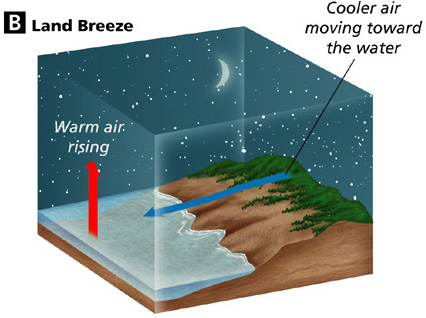 B Land Breeze
Cooler air
moving toward
the water
Warm air
rising